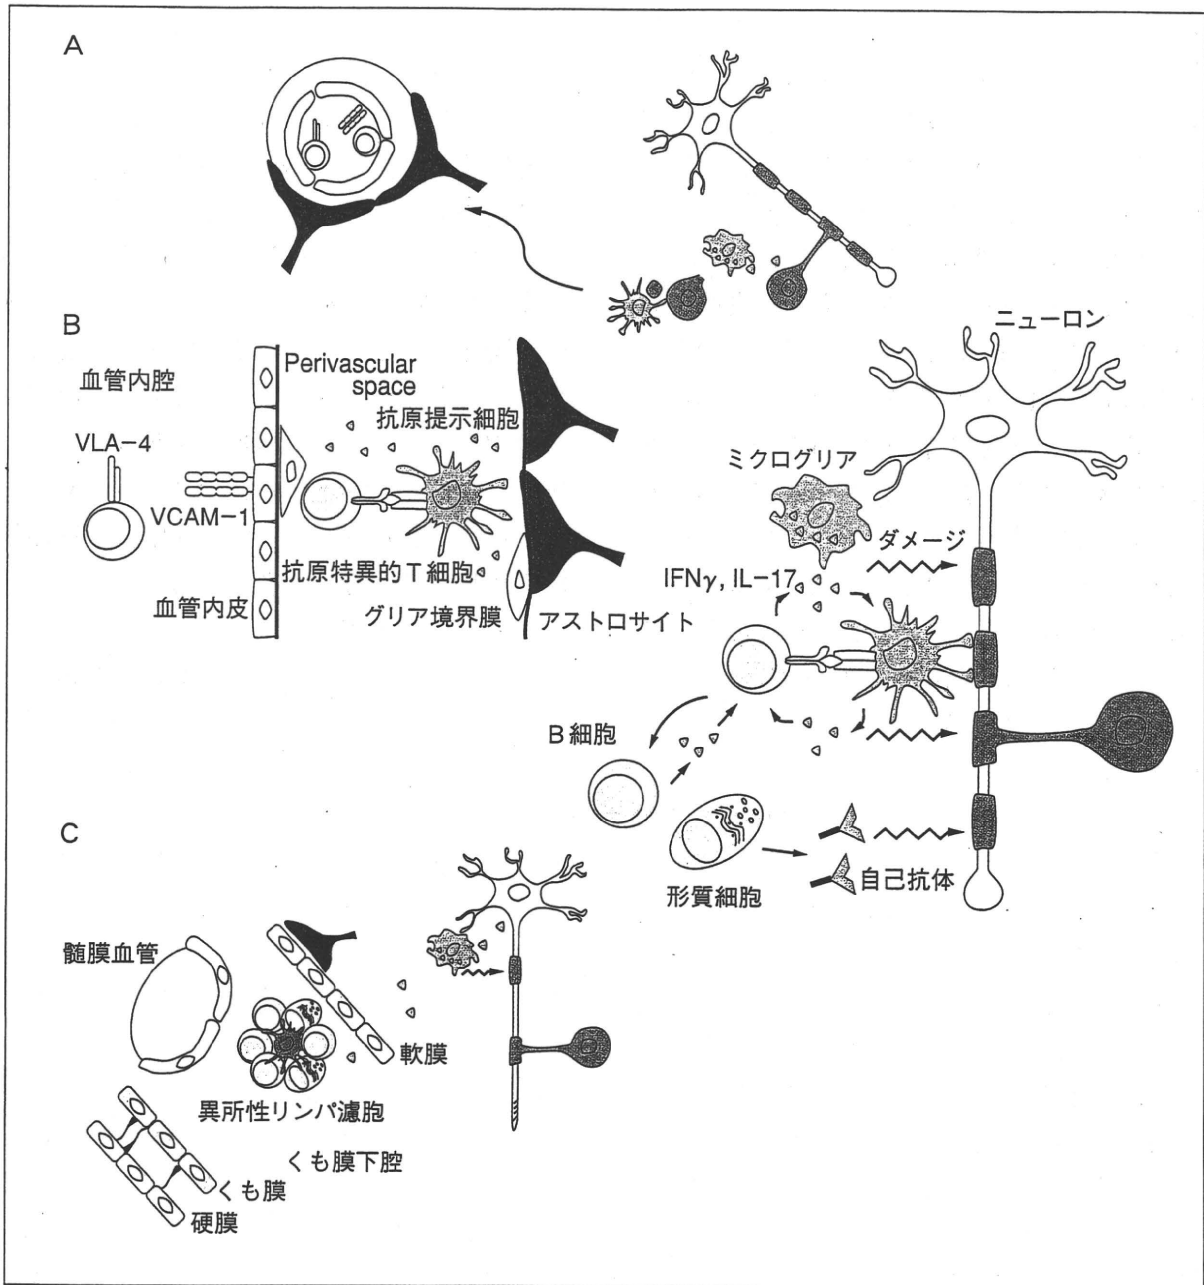 A
B
血管内腔
VLA-4
VCAM-1
血管内皮
Perivascular
space
抗原提示細胞
抗原特異的T細胞
グリア境界膜
アストロサイト
ニューロン
ミクログリア
ダメージ
IFNγ, IL-17
B細胞
形質細胞
自己抗体
C
髄膜血管
軟膜
異所性リンパ濾胞
くも膜下腔
くも膜
硬膜